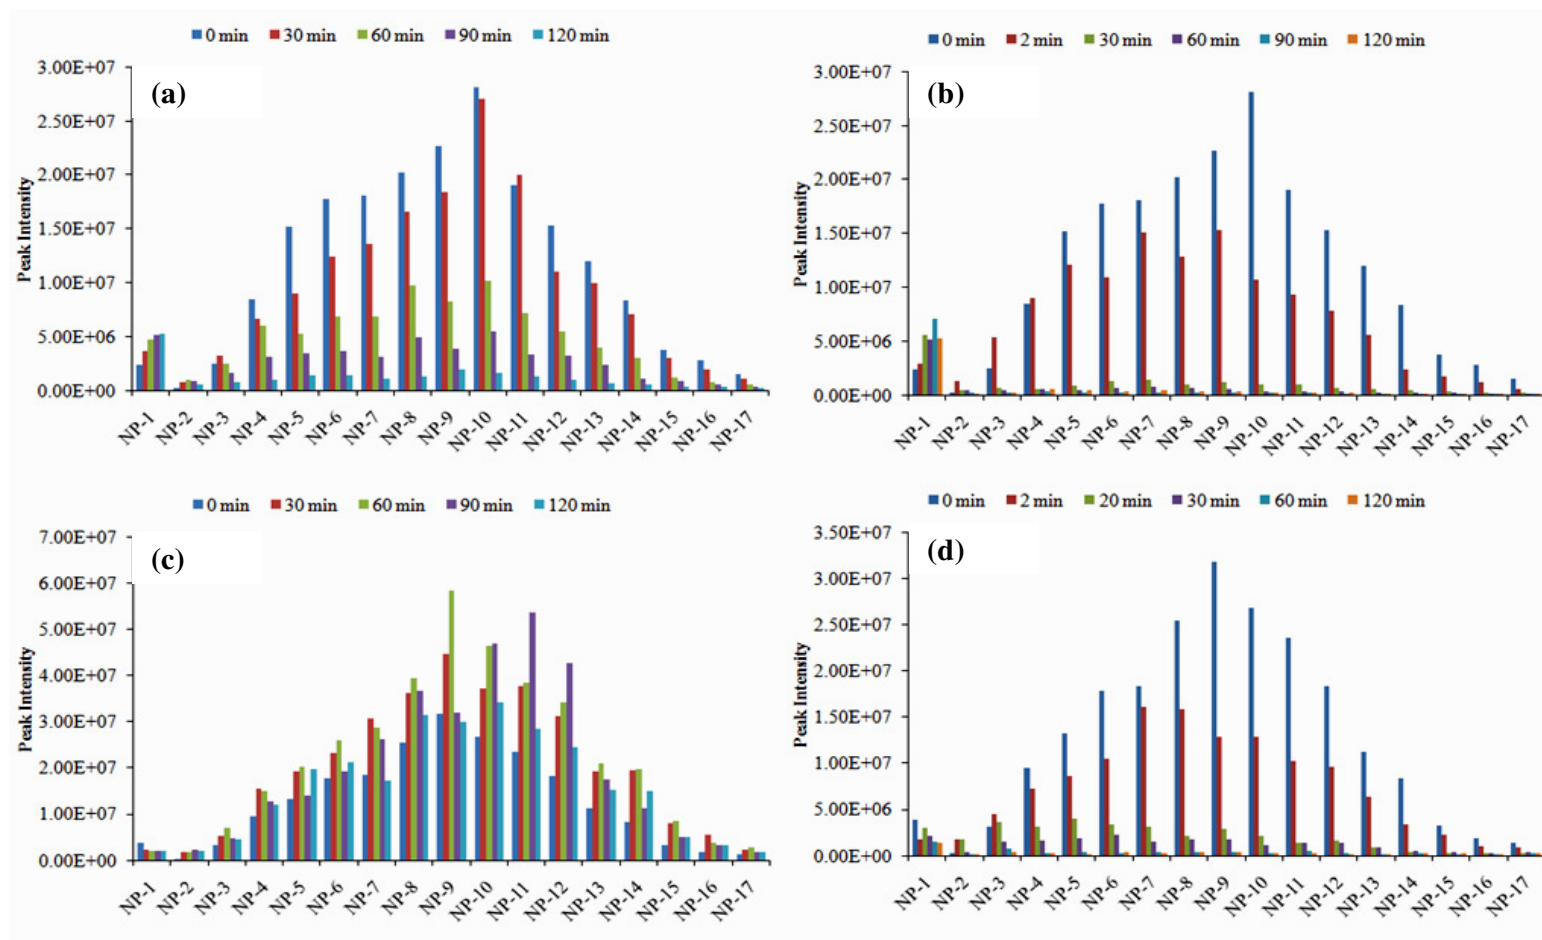 0 min 30 min 60 min 90 min 120 min
(a)
Peak Intensity
3.00E+07
2.50E+07
2.00E+07
1.50E+07
1.00E+07
5.00E+06
0.00E+00
NP-1 NP-2 NP-3 NP-4 NP-5 NP-6 NP-7 NP-8 NP-9 NP-10 NP-11 NP-12 NP-13 NP-14 NP-15 NP-16 NP-17
0 min 2 min 30 min 60 min 90 min 120 min
(b)
Peak Intensity
3.00E+07
2.50E+07
2.00E+07
1.50E+07
1.00E+07
5.00E+06
0.00E+00
NP-1 NP-2 NP-3 NP-4 NP-5 NP-6 NP-7 NP-8 NP-9 NP-10 NP-11 NP-12 NP-13 NP-14 NP-15 NP-16 NP-17
0 min 30 min 60 min 90 min 120 min
(c)
Peak Intensity
7.00E+07
6.00E+07
5.00E+07
4.00E+07
3.00E+07
2.00E+07
1.00E+07
0.00E+00
NP-1 NP-2 NP-3 NP-4 NP-5 NP-6 NP-7 NP-8 NP-9 NP-10 NP-11 NP-12 NP-13 NP-14 NP-15 NP-16 NP-17
0 min 2 min 20 min 30 min 60 min 120 min
(d)
Peak Intensity
3.50E+07
3.00E+07
2.50E+07
2.00E+07
1.50E+07
1.00E+07
5.00E+06
0.00E+00
NP-1 NP-2 NP-3 NP-4 NP-5 NP-6 NP-7 NP-8 NP-9 NP-10 NP-11 NP-12 NP-13 NP-14 NP-15 NP-16 NP-17